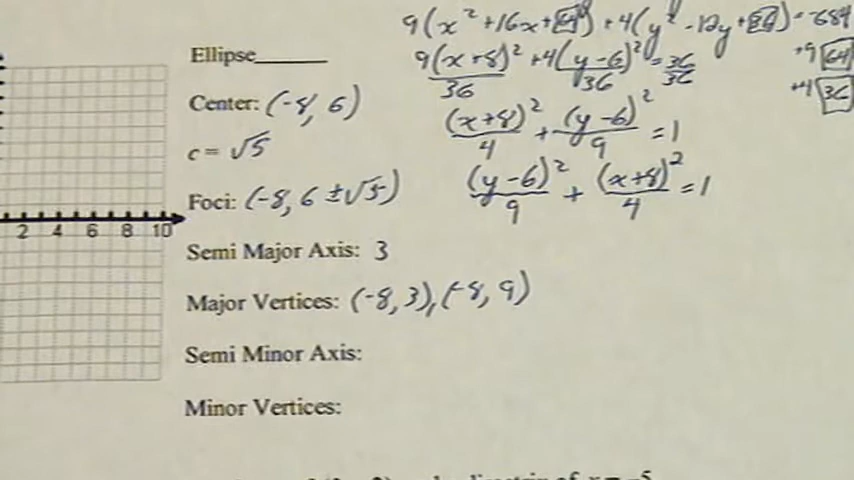 9(x² + 16x + 64) + 4(y² - 12y + 36) = -684
+9 64
+4 36
Ellipse______
9(x+8)²/36 + 4(y-6)²/36 = 36/36
Center: (-8, 6)
(x+8)²/4 + (y-6)²/9 = 1
c = √5
(y-6)²/9 + (x+8)²/4 = 1
Foci: (-8, 6 ± √5)
2 4 6 8 10
Semi Major Axis: 3
Major Vertices: (-8, 3), (-8, 9)
Semi Minor Axis:
Minor Vertices: